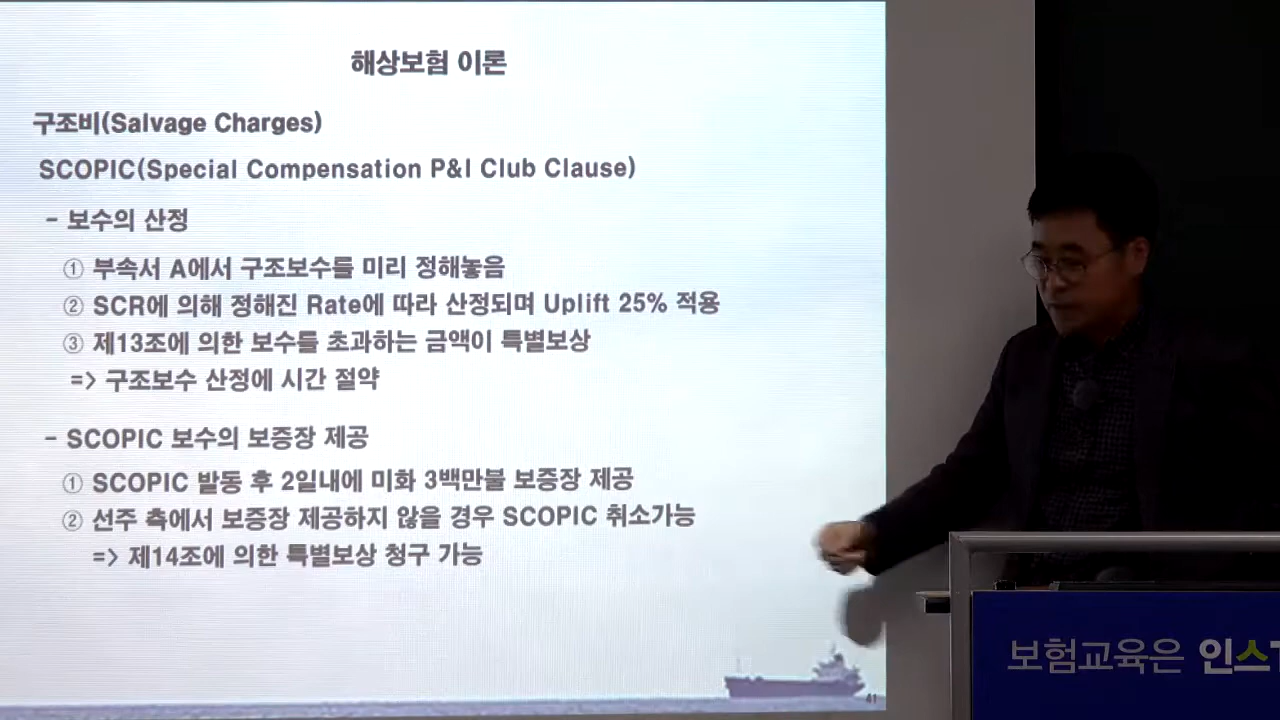 해상보험 이론
구조비(Salvage Charges)
SCOPIC(Special Compensation P&I Club Clause)
- 보수의 산정
① 부속서 A에서 구조보수를 미리 정해놓음
② SCR에 의해 정해진 Rate에 따라 산정되며 Uplift 25% 적용
③ 제13조에 의한 보수를 초과하는 금액이 특별보상
=> 구조보수 산정에 시간 절약
- SCOPIC 보수의 보증장 제공
① SCOPIC 발동 후 2일내에 미화 3백만불 보증장 제공
② 선주 측에서 보증장 제공하지 않을 경우 SCOPIC 취소가능
=> 제14조에 의한 특별보상 청구 가능
41
보험교육은 인스